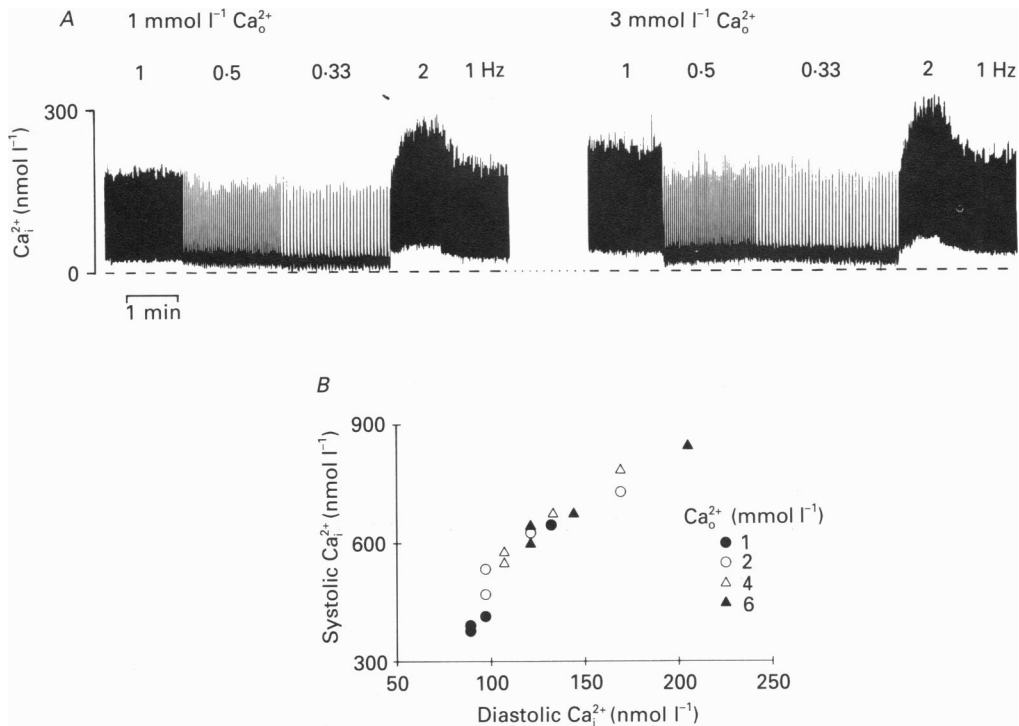 A
1 mmol l⁻¹ Ca²⁺ₒ
3 mmol l⁻¹ Ca²⁺ₒ
1 0·5 0·33 2 1 Hz
1 0·5 0·33 2 1 Hz
300
Ca²⁺ᵢ (nmol l⁻¹)
0
1 min
B
900
Systolic Ca²⁺ᵢ (nmol l⁻¹)
600
300
Ca²⁺ₒ (mmol l⁻¹)
1
2
4
6
50 100 150 200 250
Diastolic Ca²⁺ᵢ (nmol l⁻¹)